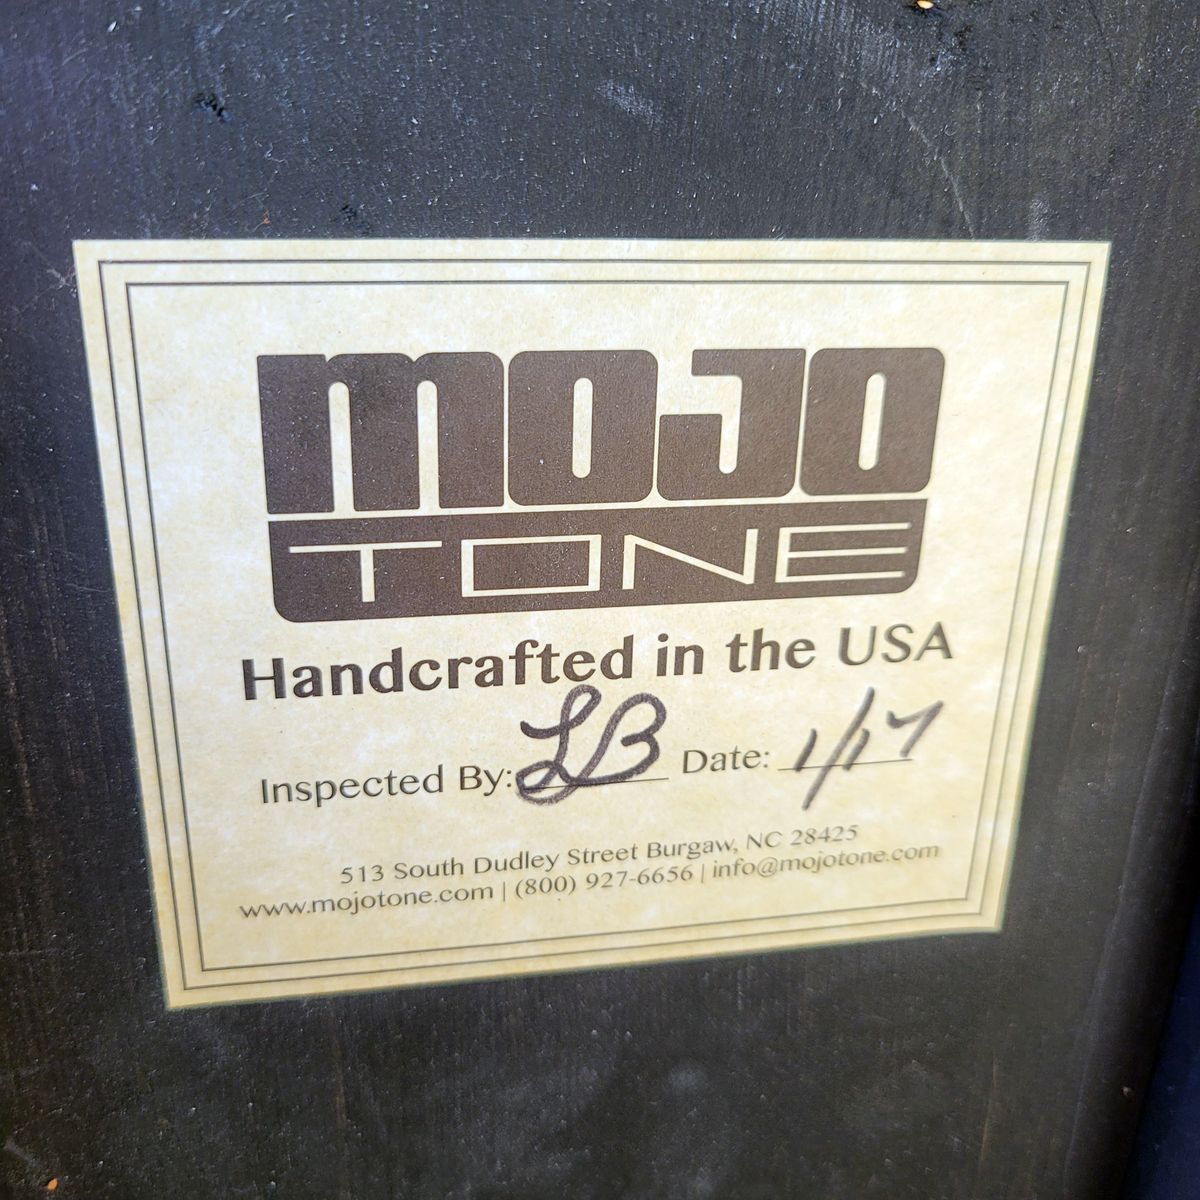 MOJO
TONE
Handcrafted in the USA
Inspected By: LB Date: 1/17
513 South Dudley Street Burgaw, NC 28425
www.mojotone.com | (800) 927-6656 | info@mojotone.com